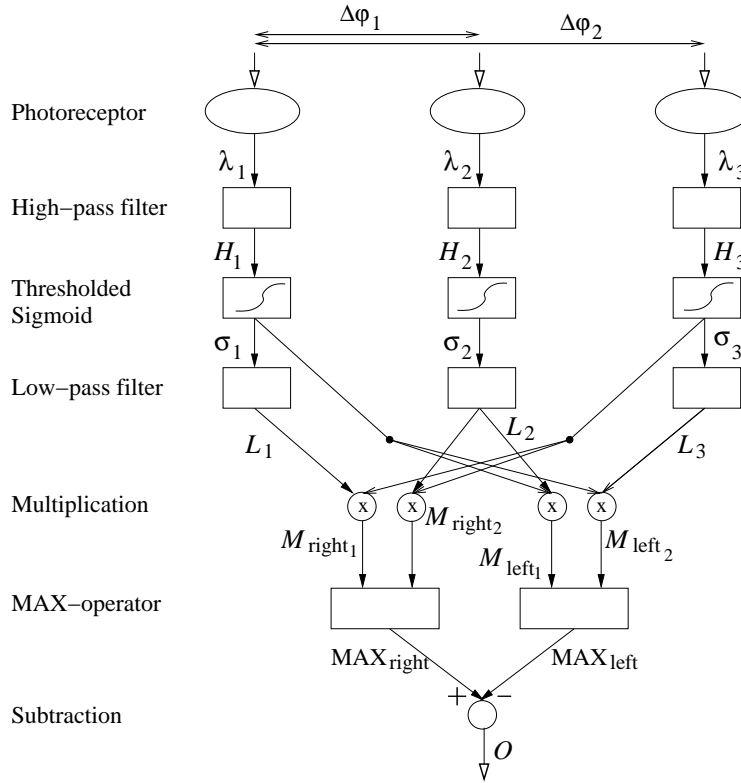 Δφ1
Δφ2
Photoreceptor
λ1 λ2 λ3
High−pass filter
H1 H2 H3
Thresholded
Sigmoid
σ1 σ2 σ3
Low−pass filter
L1 L2 L3
Multiplication
x x x x
Mright1 Mright2 Mleft1 Mleft2
MAX−operator
MAXright MAXleft
+ −
Subtraction
O